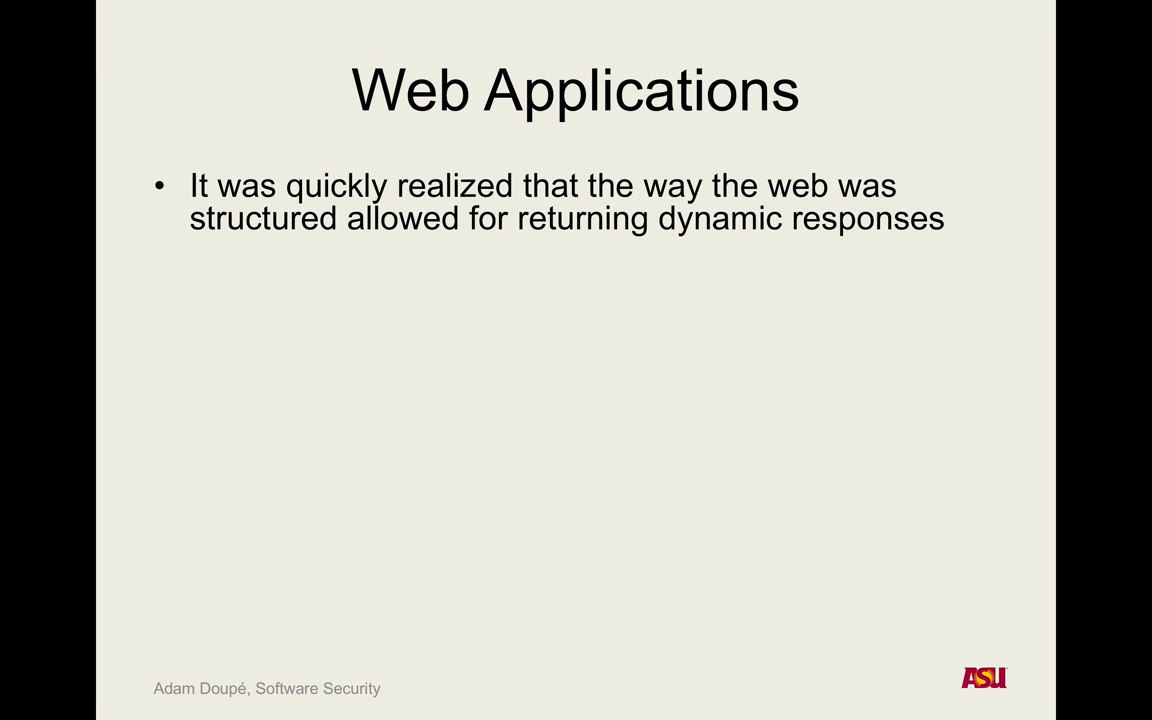 Web Applications
• It was quickly realized that the way the web was
structured allowed for returning dynamic responses
Adam Doupé, Software Security
ASU